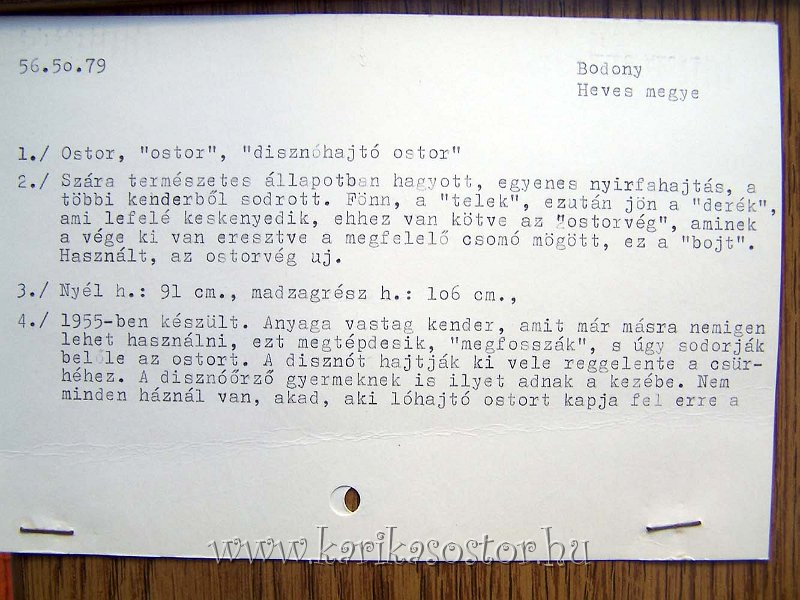 56.5o.79
Bodony
Heves megye
1./ Ostor, "ostor", "disznóhajtó ostor"
2./ Szára természetes állapotban hagyott, egyenes nyirfahajtás, a
többi kenderből sodrott. Fönn, a "telek", ezután jön a "derék",
ami lefelé keskenyedik, ehhez van kötve az "ostorvég", aminek
a vége ki van eresztve a megfelelő csomó mögött, ez a "bojt".
Használt, az ostorvég uj.
3./ Nyél h.: 91 cm., madzagrész h.: lo6 cm.,
4./ 1955-ben készült. Anyaga vastag kender, amit már másra nemigen
lehet használni, ezt megtépdesik, "megfosszák", s úgy sodorják
belőle az ostort. A disznót hajtják ki vele reggelente a csür-
héhez. A disznóőrző gyermeknek is ilyet adnak a kezébe. Nem
minden háznál van, akad, aki lóhajtó ostort kapja fel erre a
www.karikasostor.hu